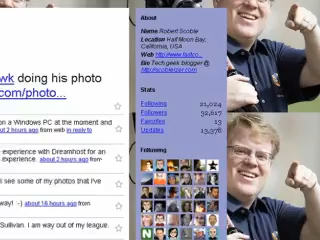 wk doing his photo
com/photo...
on a Windows PC at the moment and
out 2 hours ago from web in reply to
experience with Dreamhost for an
experience. about 2 hours ago from
I see some of my photos that I've
way! :-) about 16 hours ago from
Sullivan. I am way out of my league.
About
Name Robert Scoble
Location Half Moon Bay,
California, USA
Web http://www.fastco...
Bio Tech geek blogger @
http://scobleizer.com
Stats
Following 21,024
Followers 32,617
Favorites 13
Updates 13,376
Following
N